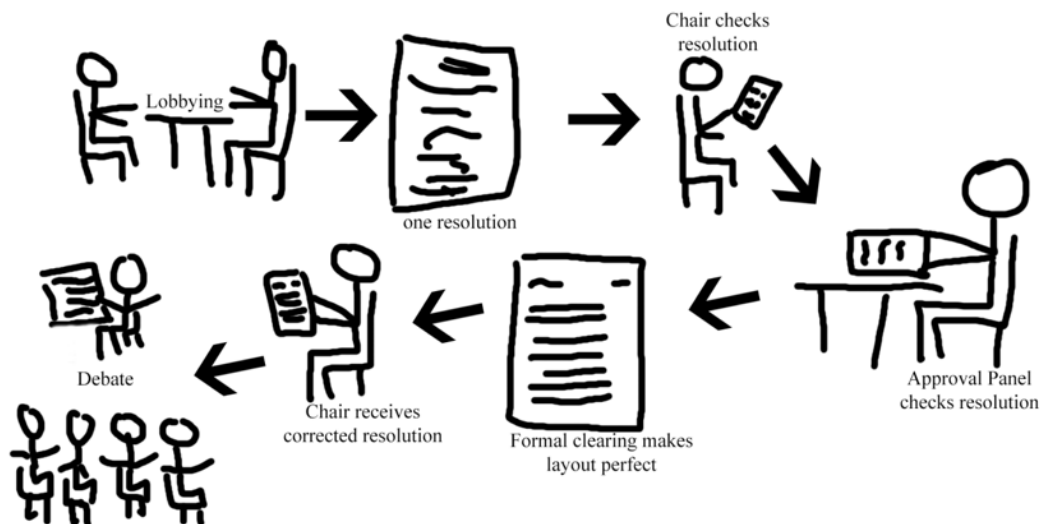 Lobbying
one resolution
Chair checks
resolution
Approval Panel
checks resolution
Formal clearing makes
layout perfect
Chair receives
corrected resolution
Debate